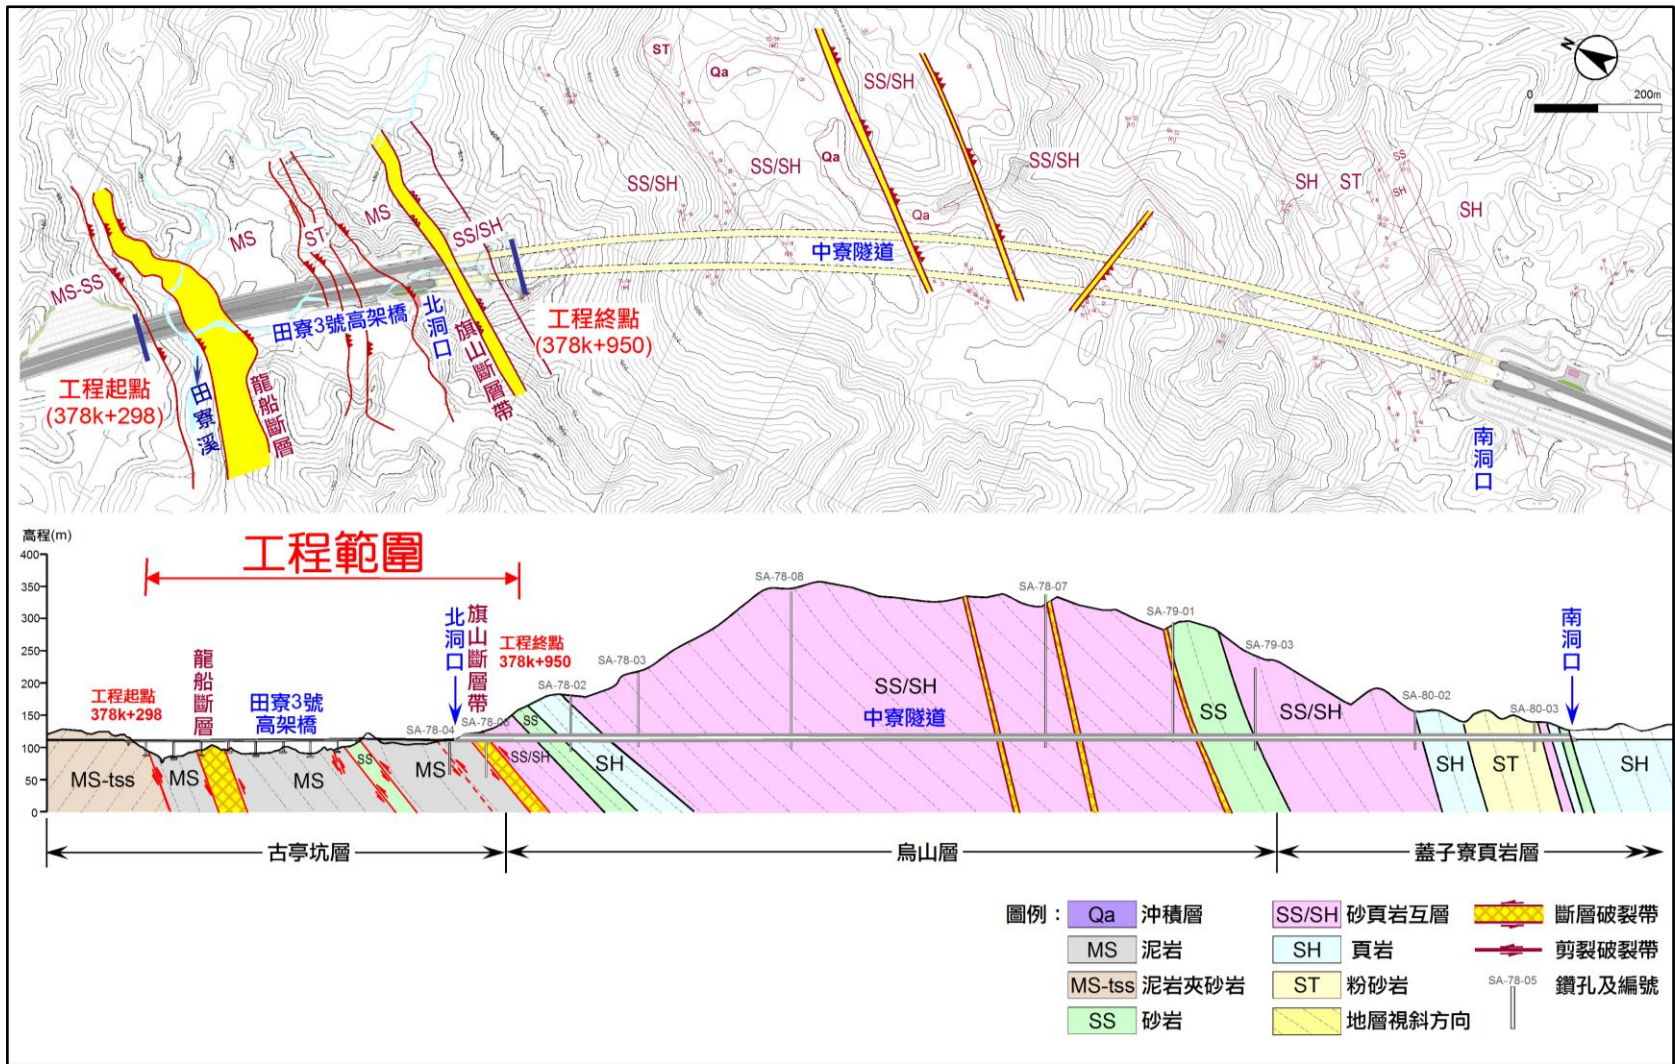 ST
Qa
SS/SH
N
0 200m
SS/SH
SS/SH
Qa
SS/SH
SH
ST
SS
SH
SH
Qa
MS-SS
MS
ST
MS
SS/SH
中寮隧道
田寮3號高架橋
北洞口
旗山斷層帶
工程終點
(378k+950)
工程起點
(378k+298)
田寮溪
龍船斷層
南洞口
高程(m)
400
350
300
250
200
150
100
50
0
工程範圍
工程起點
378k+298
龍船斷層
田寮3號
高架橋
北洞口
旗山斷層帶
工程終點
378k+950
SA-78-04
SA-78-02
SA-78-03
SA-78-08
SA-78-07
SA-79-01
SA-79-03
SA-80-02
SA-80-03
南洞口
MS-tss
MS
MS
SS
MS
SS/SH
SS
SH
SS/SH
中寮隧道
SS
SS/SH
SH
ST
SH
古亭坑層
烏山層
蓋子寮頁岩層
圖例：
Qa 沖積層
SS/SH 砂頁岩互層
斷層破裂帶
MS 泥岩
SH 頁岩
剪裂破裂帶
MS-tss 泥岩夾砂岩
ST 粉砂岩
SA-78-05 鑽孔及編號
SS 砂岩
地層視斜方向